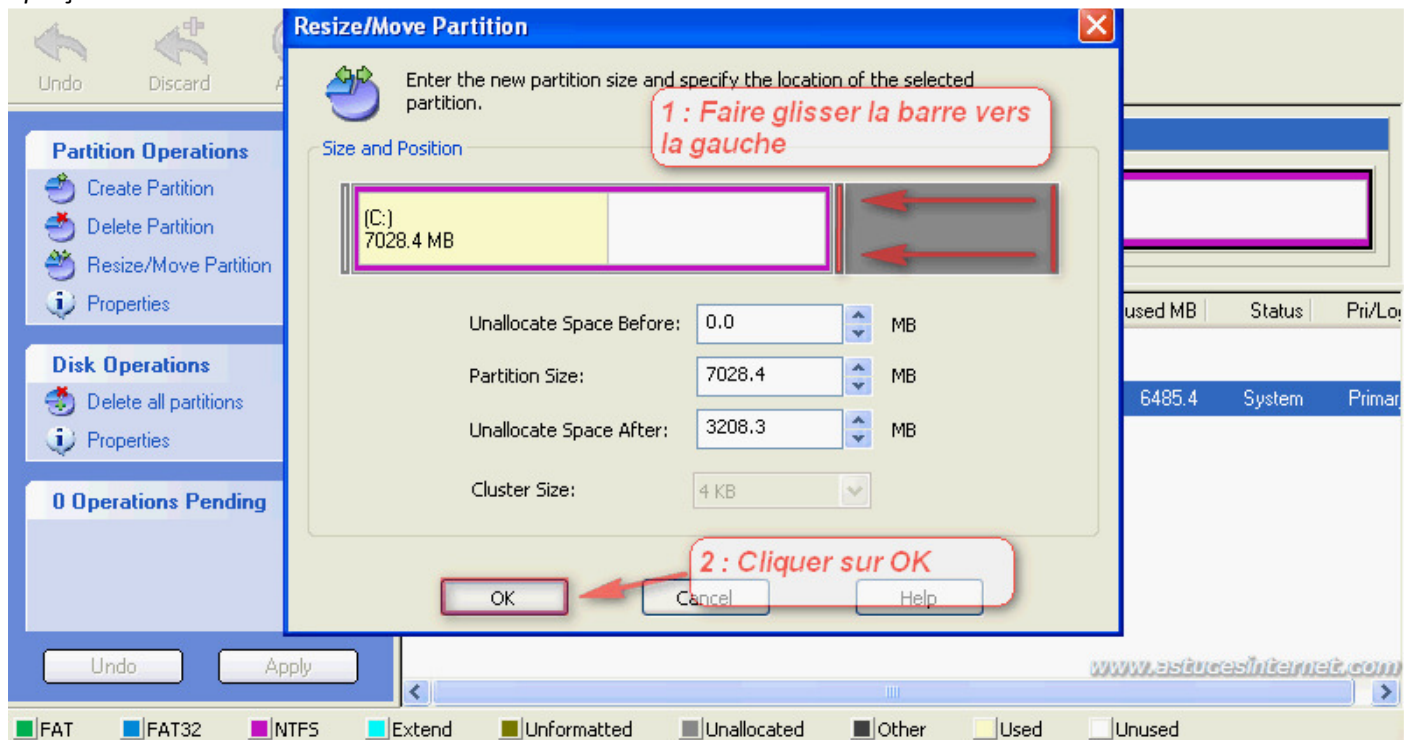 Resize/Move Partition
Undo
Discard
Enter the new partition size and specify the location of the selected
partition.
1 : Faire glisser la barre vers
la gauche
Partition Operations
Create Partition
Delete Partition
Resize/Move Partition
Properties
Size and Position
(C:)
7028.4 MB
Unallocate Space Before: 0.0 MB
Partition Size: 7028.4 MB
Unallocate Space After: 3208.3 MB
Cluster Size: 4 KB
used MB Status Pri/Log
6485.4 System Primar
Disk Operations
Delete all partitions
Properties
0 Operations Pending
2 : Cliquer sur OK
OK Cancel Help
Undo Apply
www.astucesinternet.com
FAT FAT32 NTFS Extend Unformatted Unallocated Other Used Unused